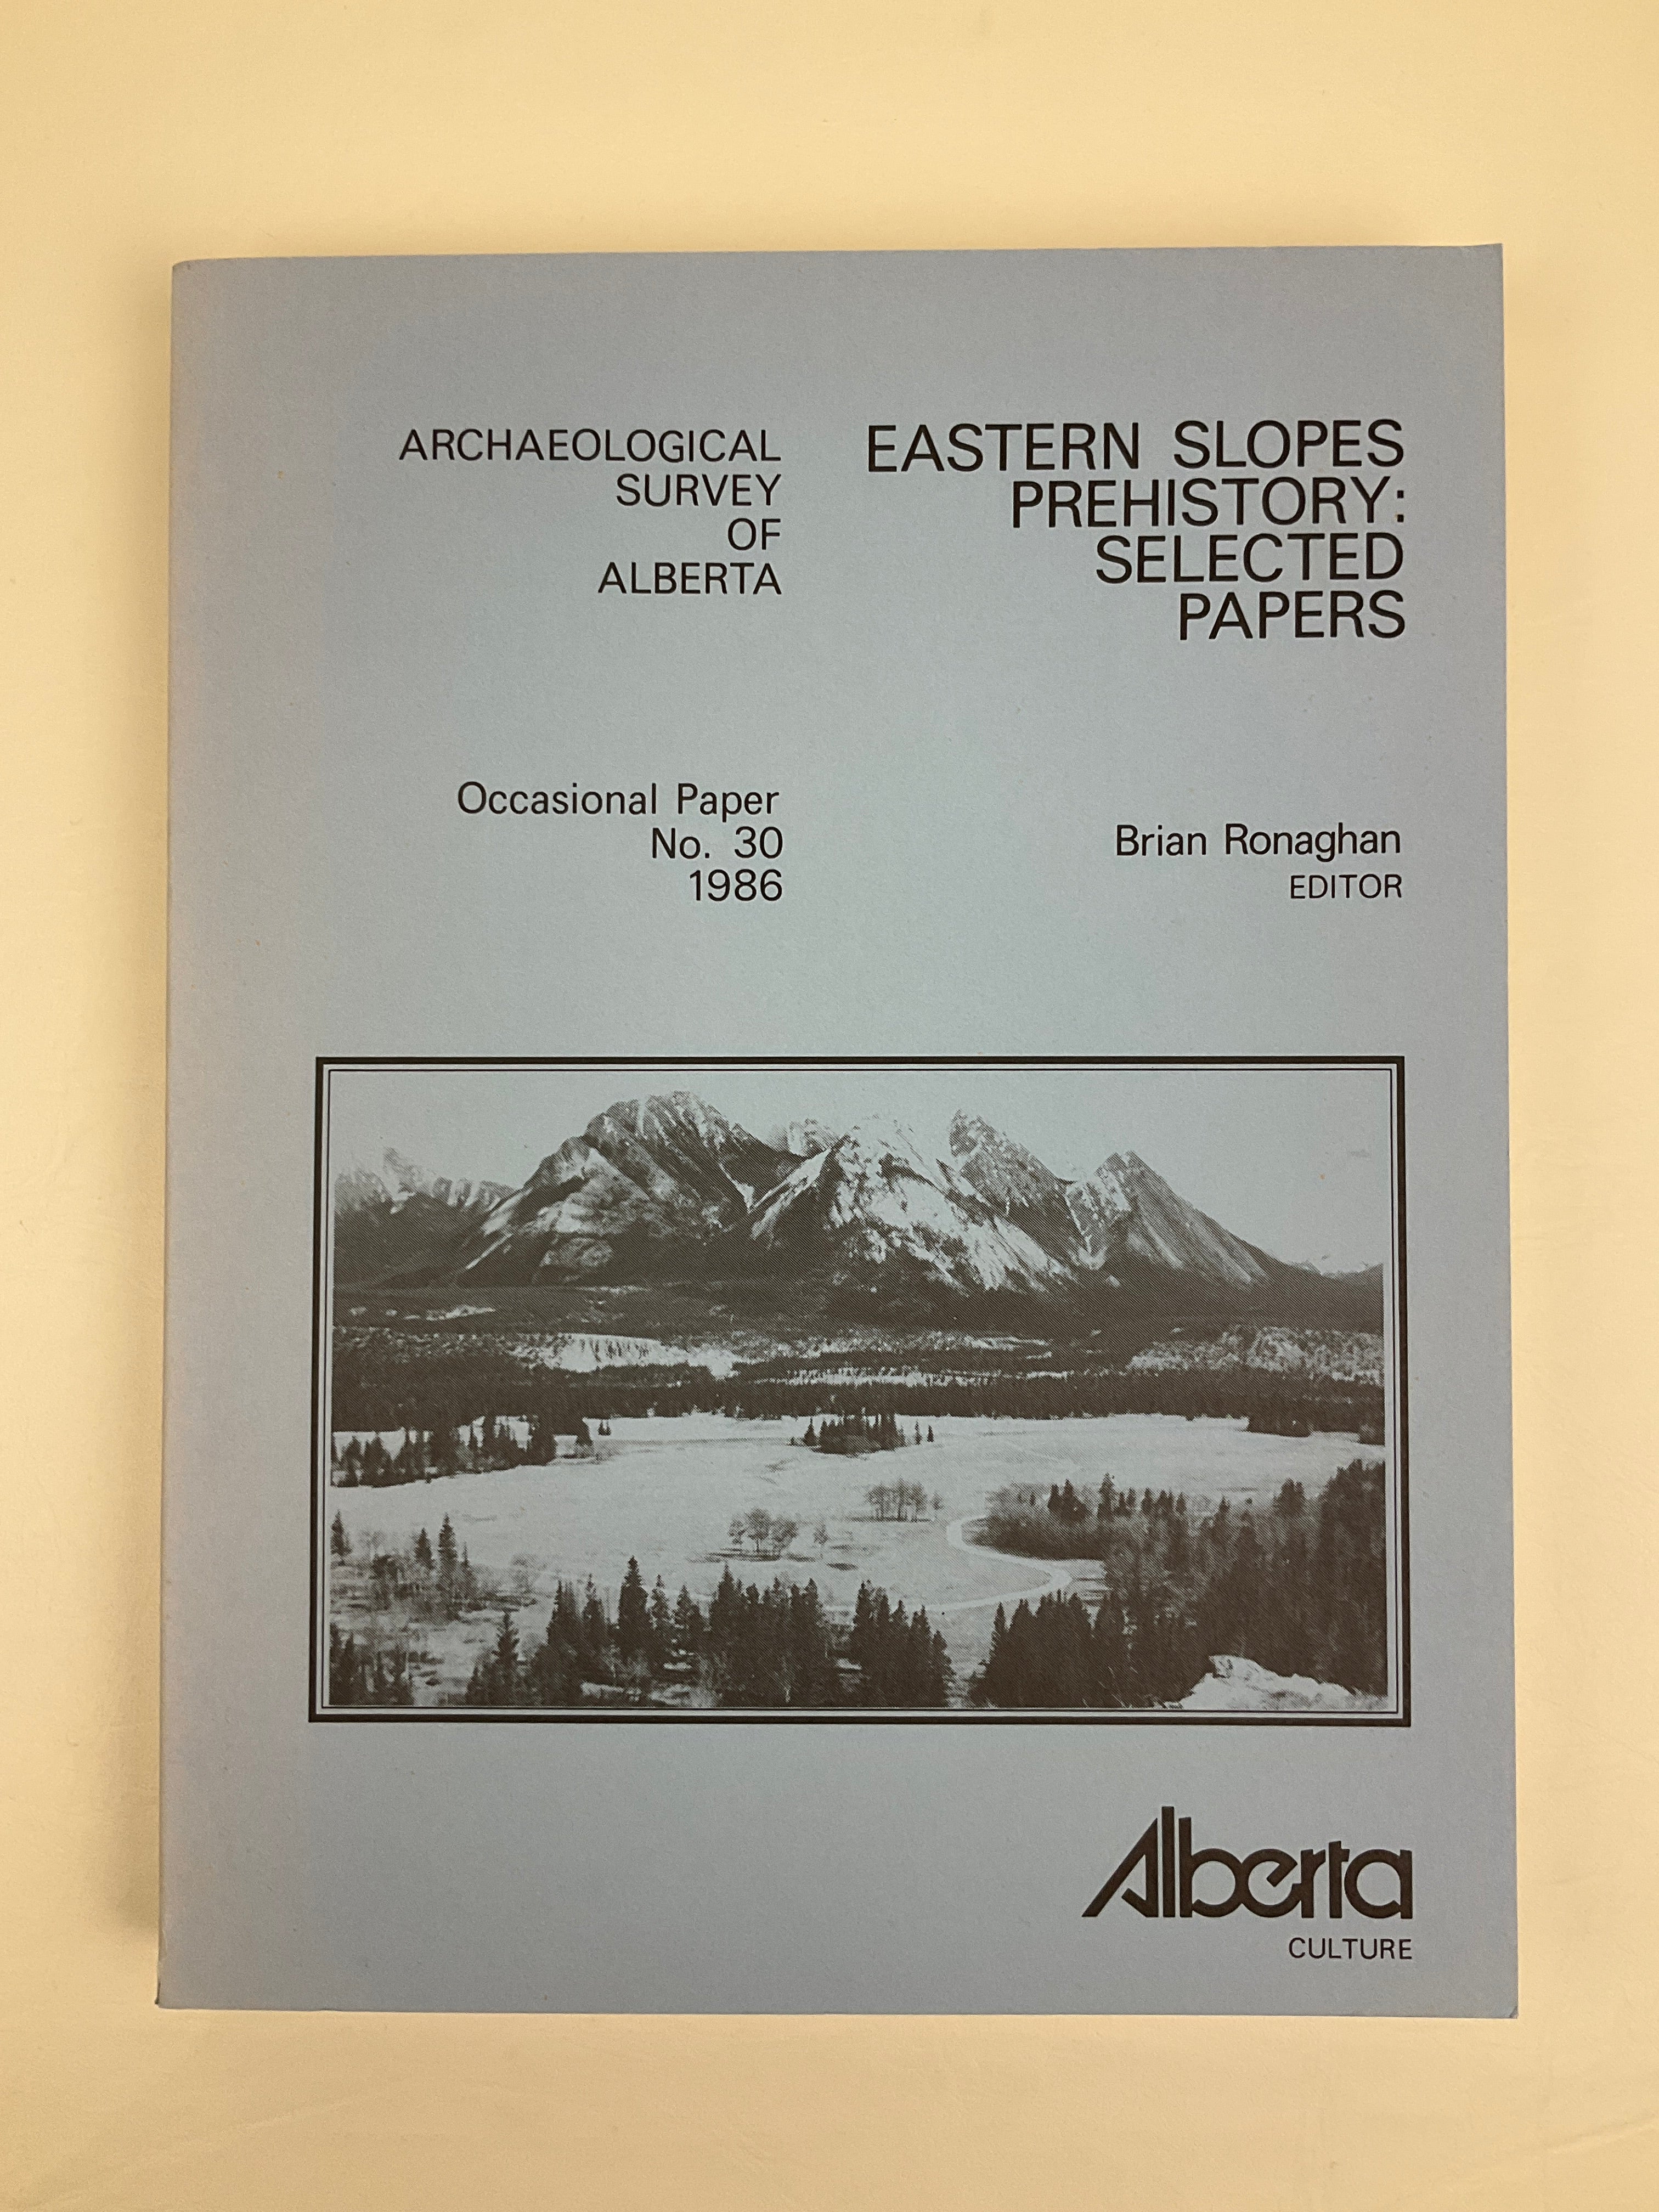 ARCHAEOLOGICAL
SURVEY
OF
ALBERTA
EASTERN SLOPES
PREHISTORY:
SELECTED
PAPERS
Occasional Paper
No. 30
1986
Brian Ronaghan
EDITOR
Alberta
CULTURE